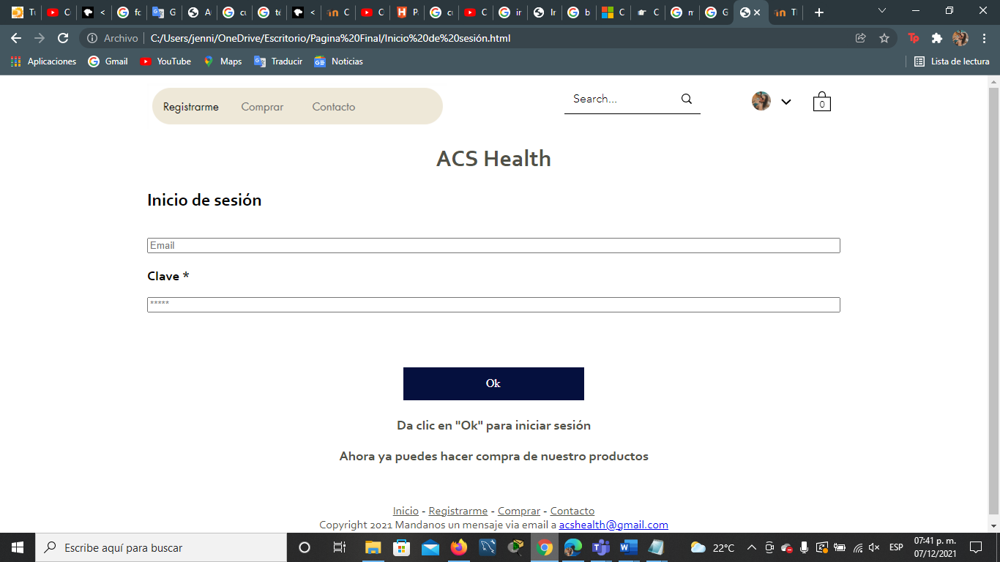 Archivo C:/Users/jenni/OneDrive/Escritorio/Pagina%20Final/Inicio%20de%20sesión.html
Aplicaciones Gmail YouTube Maps Traducir Noticias Lista de lectura
Registrarme Comprar Contacto Search... 0
ACS Health
Inicio de sesión
Email
Clave *
*****
Ok
Da clic en "Ok" para iniciar sesión
Ahora ya puedes hacer compra de nuestro productos
Inicio - Registrarme - Comprar - Contacto
Copyright 2021 Mandanos un mensaje via email a acshealth@gmail.com
Escribe aquí para buscar 22°C ESP 07:41 p. m.
07/12/2021